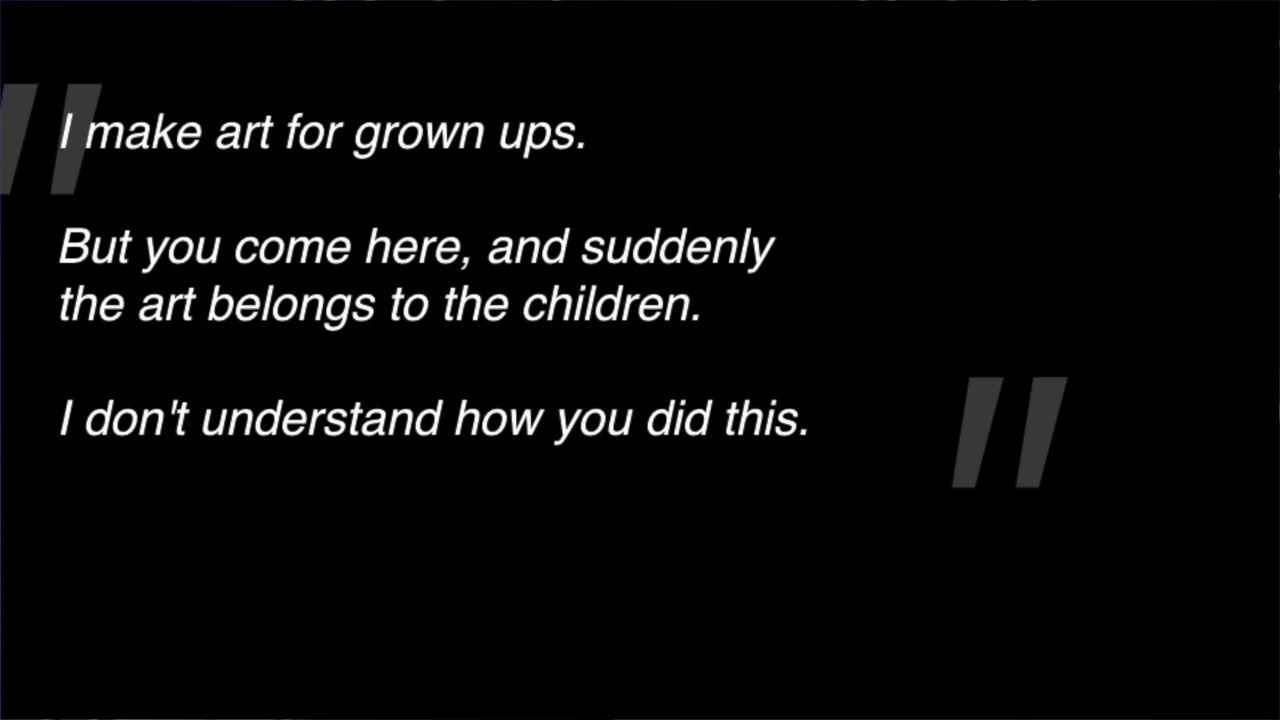 "I make art for grown ups.
But you come here, and suddenly
the art belongs to the children.
I don't understand how you did this."